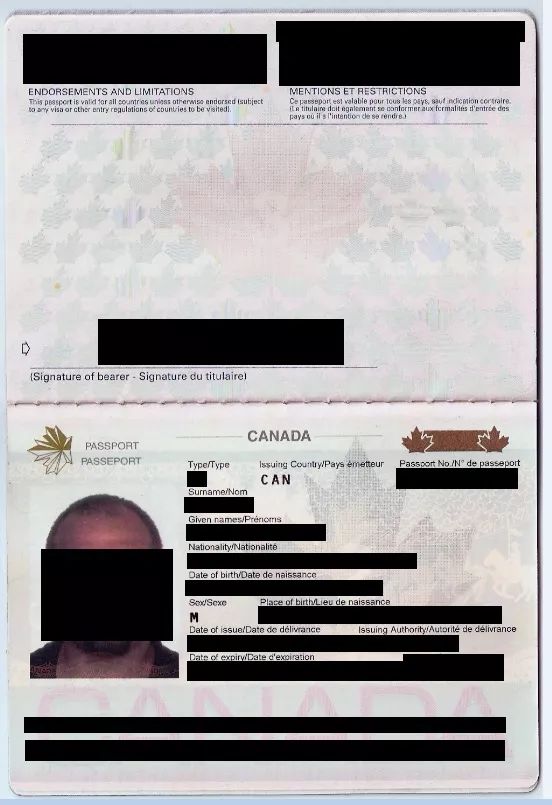 ENDORSEMENTS AND LIMITATIONS
This passport is valid for all countries unless otherwise endorsed (subject
to any visa or other entry regulations of countries to be visited).
MENTIONS ET RESTRICTIONS
Ce passeport est valable pour tous les pays, sauf indication contraire.
(Le titulaire doit également se conformer aux formalités d'entrée des
pays où il a l'intention de se rendre.)
(Signature of bearer - Signature du titulaire)
PASSPORT
PASSEPORT
CANADA
Type/Type
Issuing Country/Pays émetteur
Passport No./N° de passeport
CAN
Surname/Nom
Given names/Prénoms
Nationality/Nationalité
Date of birth/Date de naissance
Sex/Sexe
Place of birth/Lieu de naissance
M
Date of issue/Date de délivrance
Issuing Authority/Autorité de délivrance
Date of expiry/Date d'expiration
CANADA